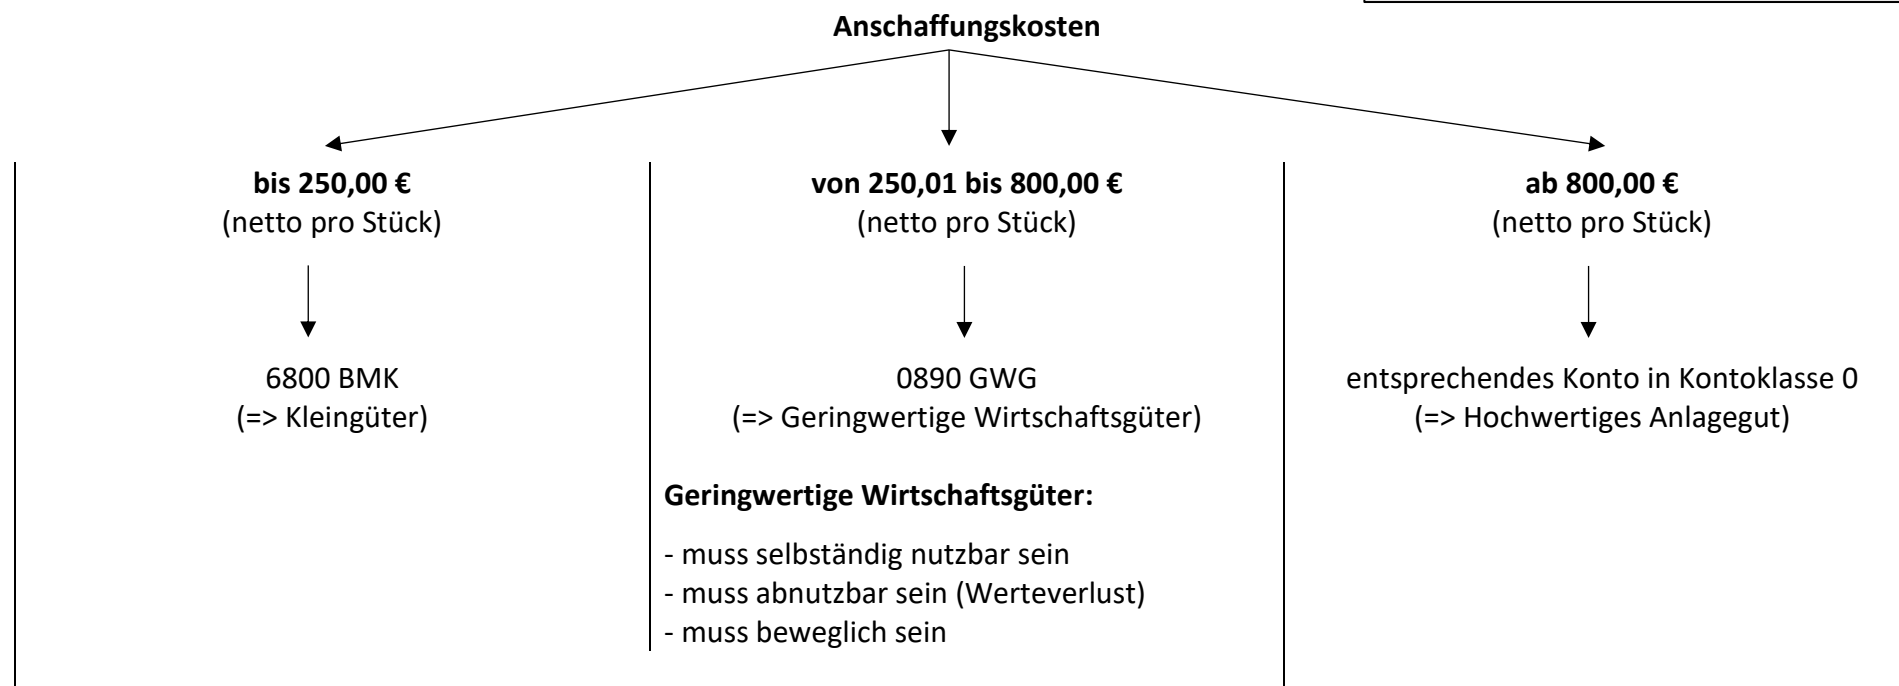 Anschaffungskosten
bis 250,00 €
(netto pro Stück)
6800 BMK
(=> Kleingüter)
von 250,01 bis 800,00 €
(netto pro Stück)
0890 GWG
(=> Geringwertige Wirtschaftsgüter)
Geringwertige Wirtschaftsgüter:
- muss selbständig nutzbar sein
- muss abnutzbar sein (Werteverlust)
- muss beweglich sein
ab 800,00 €
(netto pro Stück)
entsprechendes Konto in Kontoklasse 0
(=> Hochwertiges Anlagegut)